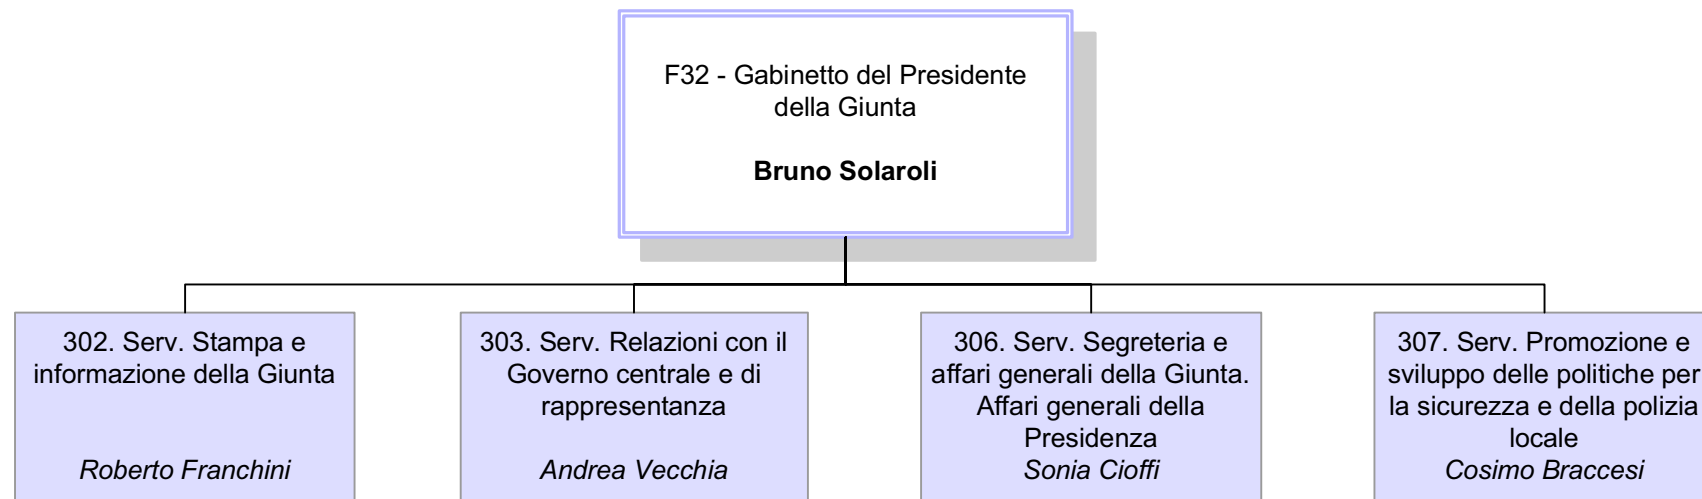 F32 - Gabinetto del Presidente
della Giunta
Bruno Solaroli
302. Serv. Stampa e
informazione della Giunta
Roberto Franchini
303. Serv. Relazioni con il
Governo centrale e di
rappresentanza
Andrea Vecchia
306. Serv. Segreteria e
affari generali della Giunta.
Affari generali della
Presidenza
Sonia Cioffi
307. Serv. Promozione e
sviluppo delle politiche per
la sicurezza e della polizia
locale
Cosimo Braccesi